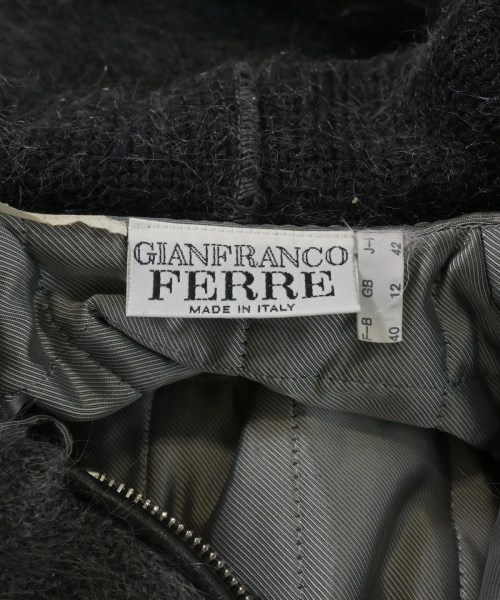 GIANFRANCO
FERRE
MADE IN ITALY
J-I 42
GB 12
F-B 40